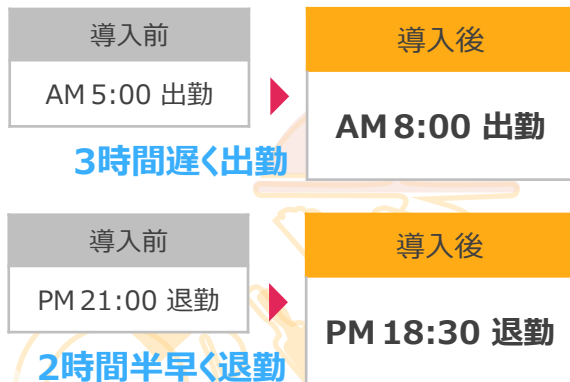 導入前
AM 5:00 出勤
導入後
AM 8:00 出勤
3時間遅く出勤
導入前
PM 21:00 退勤
導入後
PM 18:30 退勤
2時間半早く退勤